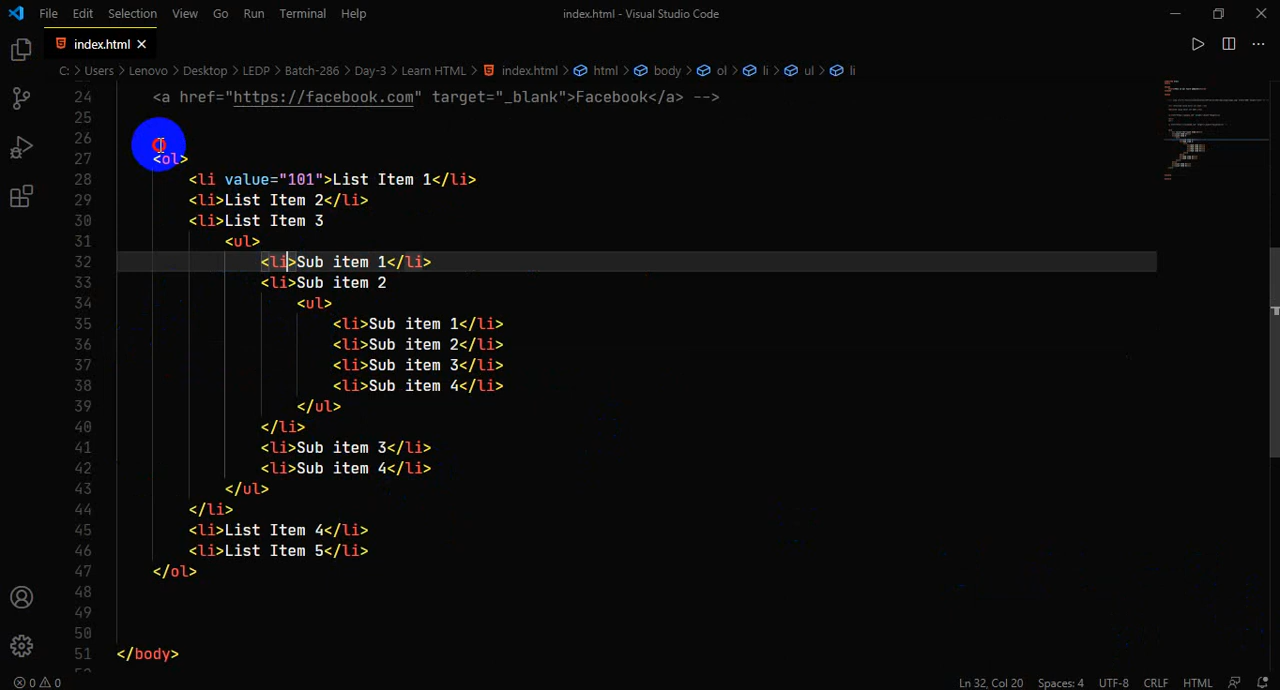 File Edit Selection View Go Run Terminal Help index.html - Visual Studio Code
index.html
C: > Users > Lenovo > Desktop > LEDP > Batch-286 > Day-3 > Learn HTML > index.html > html > body > ol > li > ul > li
24 <a href="https://facebook.com" target="_blank">Facebook</a> -->
25
26
27 <ol>
28 <li value="101">List Item 1</li>
29 <li>List Item 2</li>
30 <li>List Item 3
31 <ul>
32 <li>Sub item 1</li>
33 <li>Sub item 2
34 <ul>
35 <li>Sub item 1</li>
36 <li>Sub item 2</li>
37 <li>Sub item 3</li>
38 <li>Sub item 4</li>
39 </ul>
40 </li>
41 <li>Sub item 3</li>
42 <li>Sub item 4</li>
43 </ul>
44 </li>
45 <li>List Item 4</li>
46 <li>List Item 5</li>
47 </ol>
48
49
50
51 </body>
0 0 Ln 32, Col 20 Spaces: 4 UTF-8 CRLF HTML